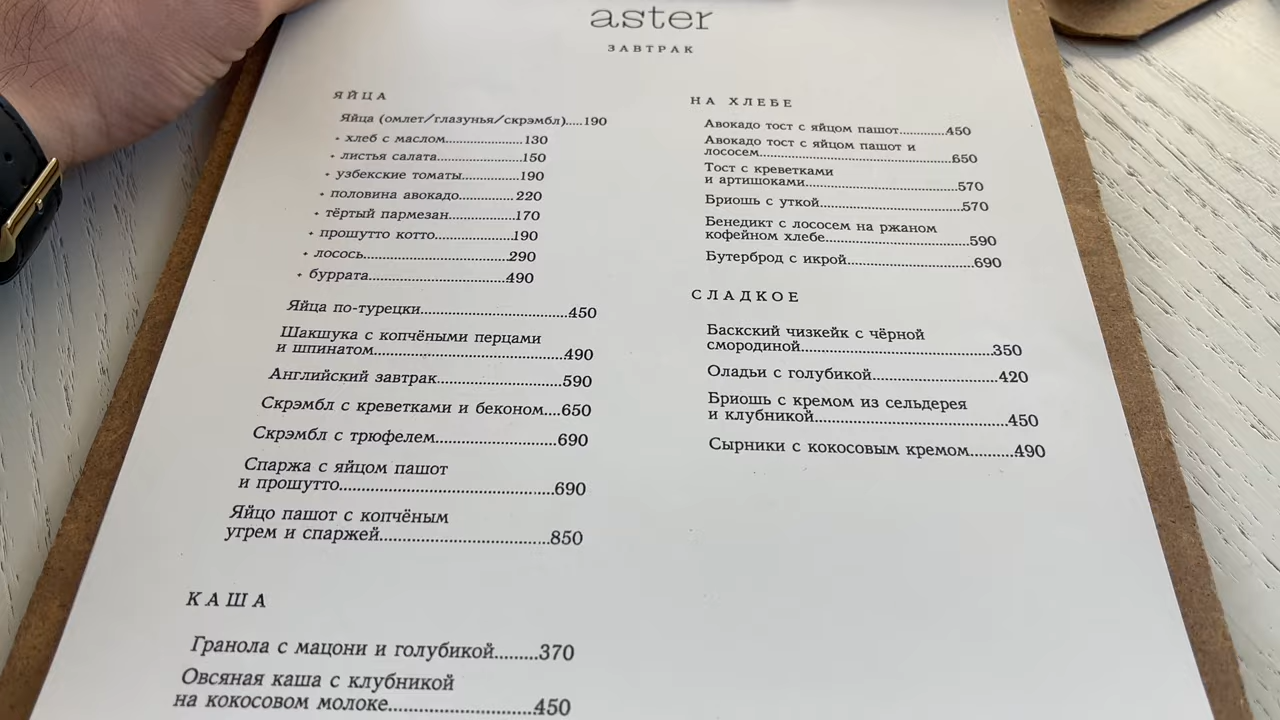 aster
ЗАВТРАК
ЯЙЦА
Яйца (омлет/глазунья/скрэмбл).....190
+ хлеб с маслом........................130
+ листья салата.........................150
+ узбекские томаты.................190
+ половина авокадо................220
+ тёртый пармезан....................170
+ прошутто котто.......................190
+ лосось.............................................290
+ буррата..........................................490
Яйца по-турецки......................................450
Шакшука с копчёными перцами
и шпинатом................................................490
Английский завтрак................................590
Скрэмбл с креветками и беконом....650
Скрэмбл с трюфелем...............................690
Спаржа с яйцом пашот
и прошутто..................................................690
Яйцо пашот с копчёным
угрем и спаржей........................................850
КАША
Гранола с мацони и голубикой.........370
Овсяная каша с клубникой
на кокосовом молоке...............................450
НА ХЛЕБЕ
Авокадо тост с яйцом пашот............450
Авокадо тост с яйцом пашот и
лососем....................................................650
Тост с креветками
и артишоками.........................................570
Бриошь с уткой......................................570
Бенедикт с лососем на ржаном
кофейном хлебе.......................................590
Бутерброд с икрой..................................690
СЛАДКОЕ
Баскский чизкейк с чёрной
смородиной................................................350
Оладьи с голубикой................................420
Бриошь с кремом из сельдерея
и клубникой................................................450
Сырники с кокосовым кремом..........490